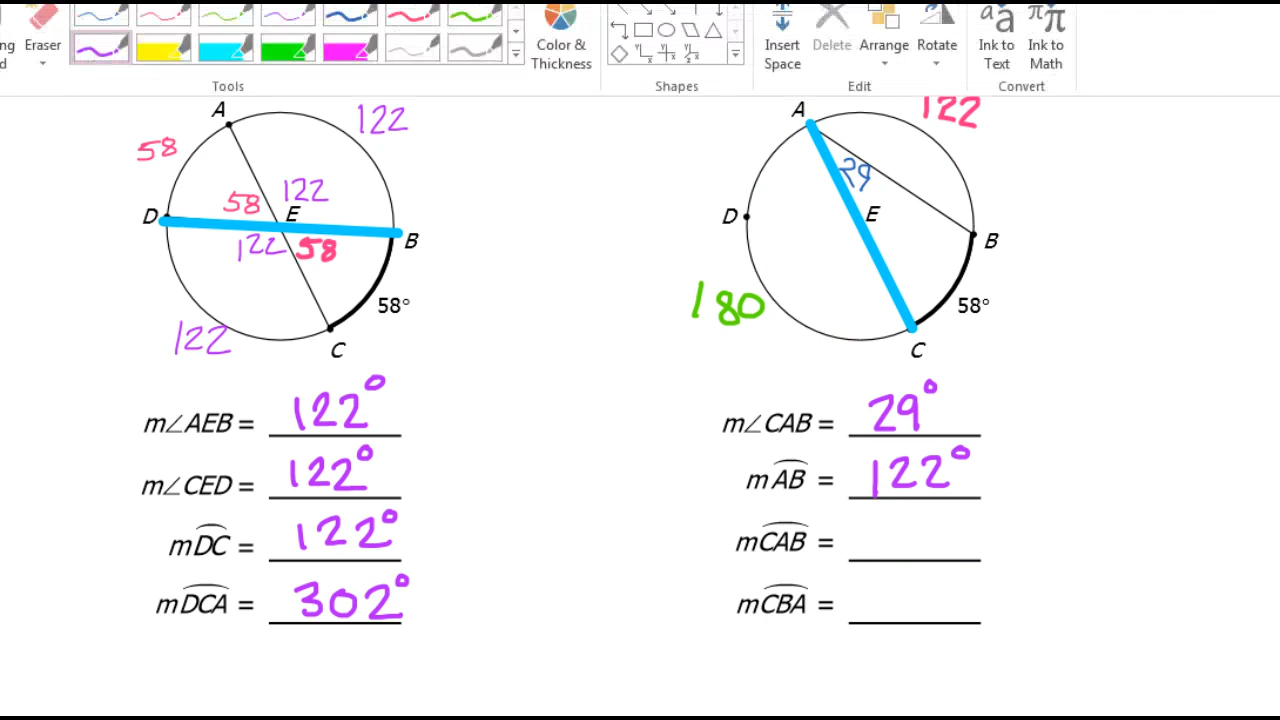 ng
d
Eraser
Color &
Thickness
Insert
Space
Delete
Arrange
Rotate
Ink to
Text
Ink to
Math
Tools
Shapes
Edit
Convert
A
122
58
58
122
D
E
B
122
58
58°
122
C
A
122
29
D
E
B
180
58°
C
m∠AEB = 122°
m∠CED = 122°
mDC = 122°
mDCA = 302°
m∠CAB = 29°
mAB = 122°
mCAB =
mCBA =